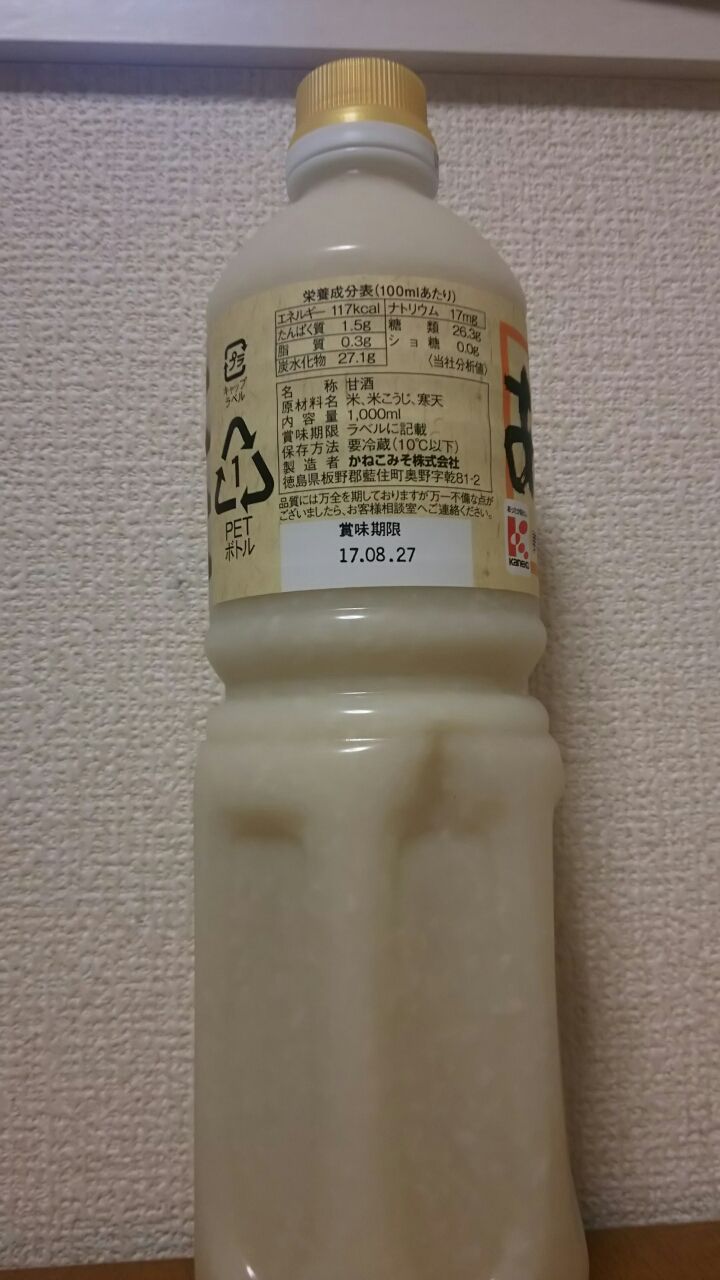 栄養成分表(100mlあたり)
エネルギー 117kcal ナトリウム 17mg
たんぱく質 1.5g 糖類 26.3g
脂質 0.3g ショ糖 0.0g
炭水化物 27.1g (当社分析値)
プラ
キャップ
ラベル
名称 甘酒
原材料名 米、米こうじ、寒天
内容量 1,000ml
賞味期限 ラベルに記載
保存方法 要冷蔵(10℃以下)
製造者 かねこみそ株式会社
徳島県板野郡藍住町奥野字乾81-2
1
PET
ボトル
品質には万全を期しておりますが万一不備な点が
ございましたら、お客様相談室へご連絡ください。
賞味期限
17.08.27
あ
kaneko